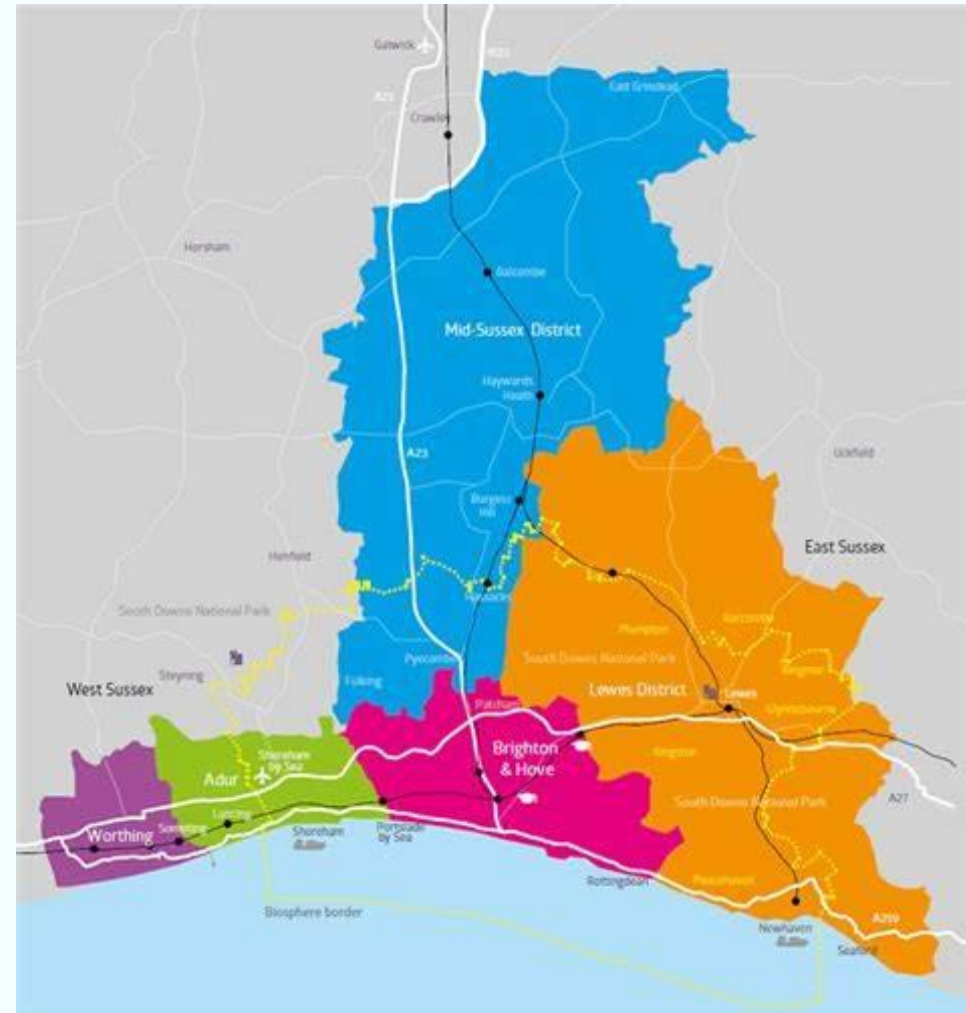 Gatwick
M23
A23
East Grinstead
Crawley
Horsham
Balcombe
Mid-Sussex District
Haywards
Heath
A23
Uckfield
Burgess
Hill
Henfield
East Sussex
Hassocks
South Downs National Park
Plumpton
Barcombe
Steyning
Pyecombe
South Downs National Park
Ringmer
West Sussex
Fulking
Lewes District
Lewes
Patcham
Glyndebourne
Shoreham
by Sea
Adur
Brighton
& Hove
Kingston
South Downs National Park
A27
Lancing
Worthing
Sompting
Shoreham
Portslade
by Sea
Rottingdean
Peacehaven
Biosphere border
Newhaven
A259
Seaford